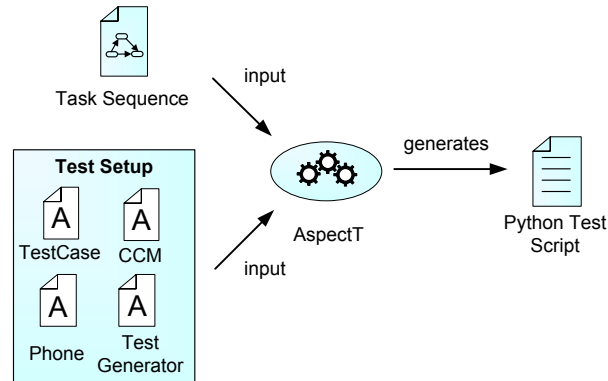 Task Sequence
input
Test Setup
A
A
TestCase
CCM
A
A
Phone
Test
Generator
input
AspectT
generates
Python Test
Script